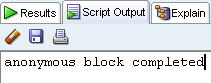 Results Script Output Explain
anonymous block completed